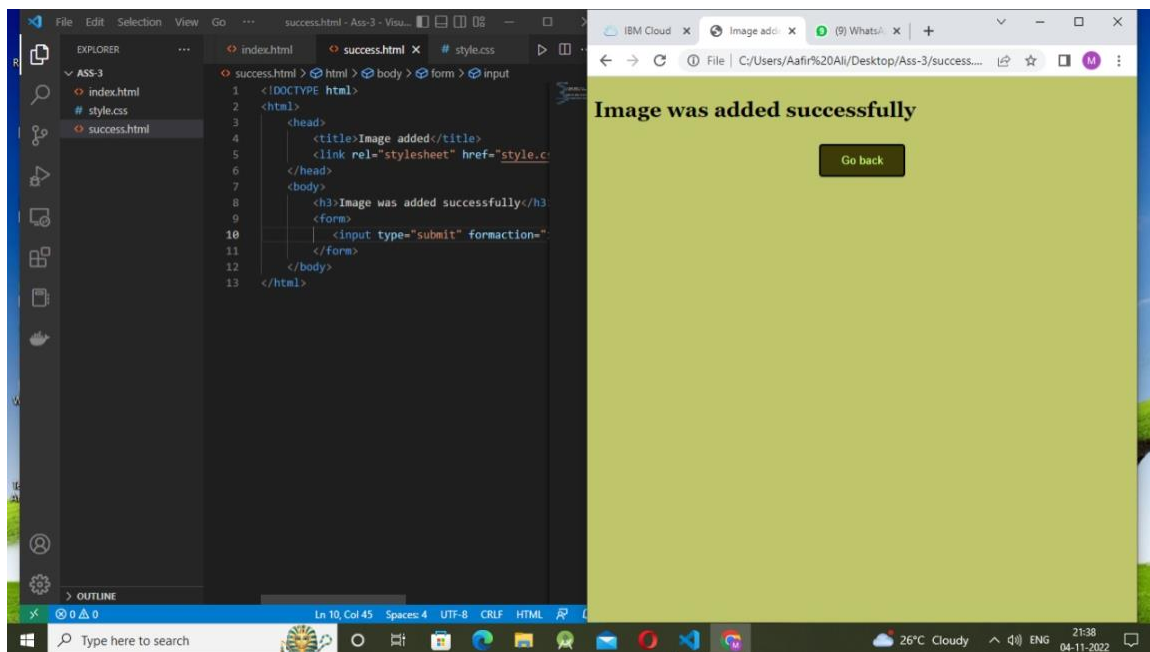 File Edit Selection View Go ··· success.html - Ass-3 - Visu...
EXPLORER ···
index.html success.html # style.css
ASS-3
index.html
# style.css
success.html
success.html > html > body > form > input
1 <!DOCTYPE html>
2 <html>
3 <head>
4 <title>Image added</title>
5 <link rel="stylesheet" href="style.c
6 </head>
7 <body>
8 <h3>Image was added successfully</h3
9 <form>
10 <input type="submit" formaction="
11 </form>
12 </body>
13 </html>
OUTLINE
0 0 Ln 10, Col 45 Spaces: 4 UTF-8 CRLF HTML
IBM Cloud Image add (9) WhatsA
File C:/Users/Aafir%20Ali/Desktop/Ass-3/success.... M
Image was added successfully
Go back
Type here to search 26°C Cloudy ENG 21:38
04-11-2022